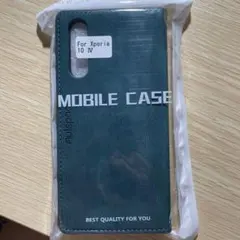 For Xperia
10 Ⅳ
MOBILE CASE
BEST QUALITY FOR YOU